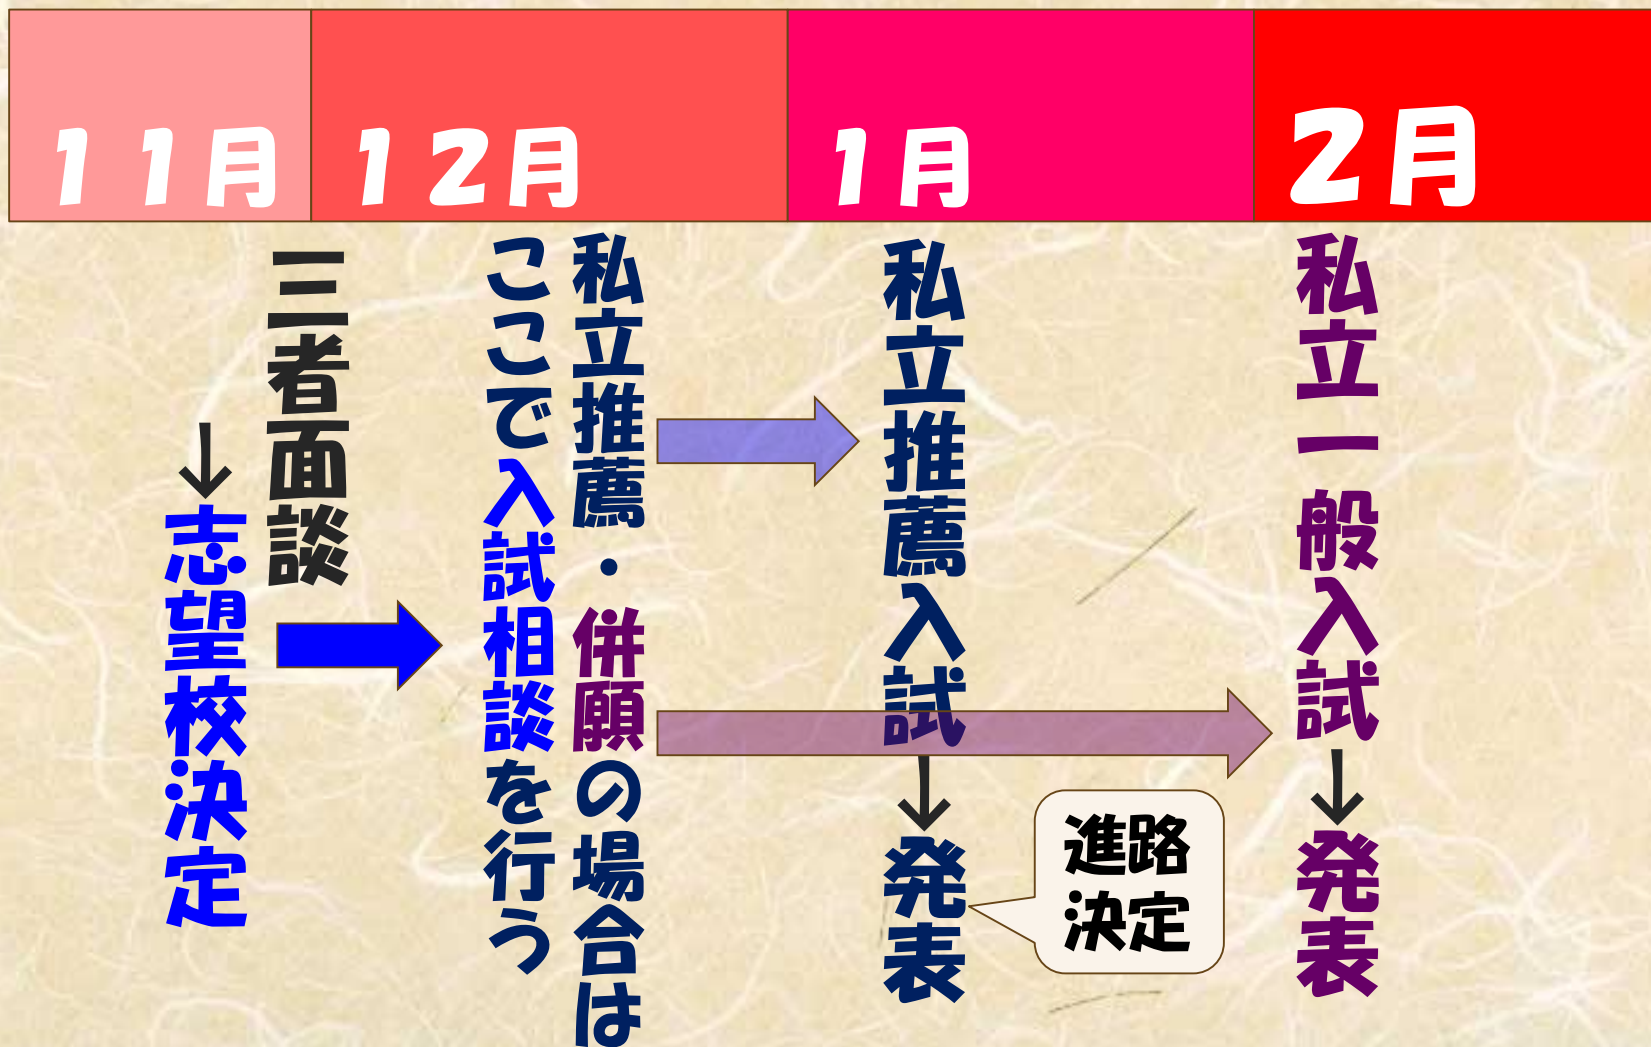 11月
12月
1月
2月
三者面談
↓志望校決定
私立推薦・併願の場合は
ここで入試相談を行う
私立推薦入試↓発表
進路
決定
私立一般入試↓発表